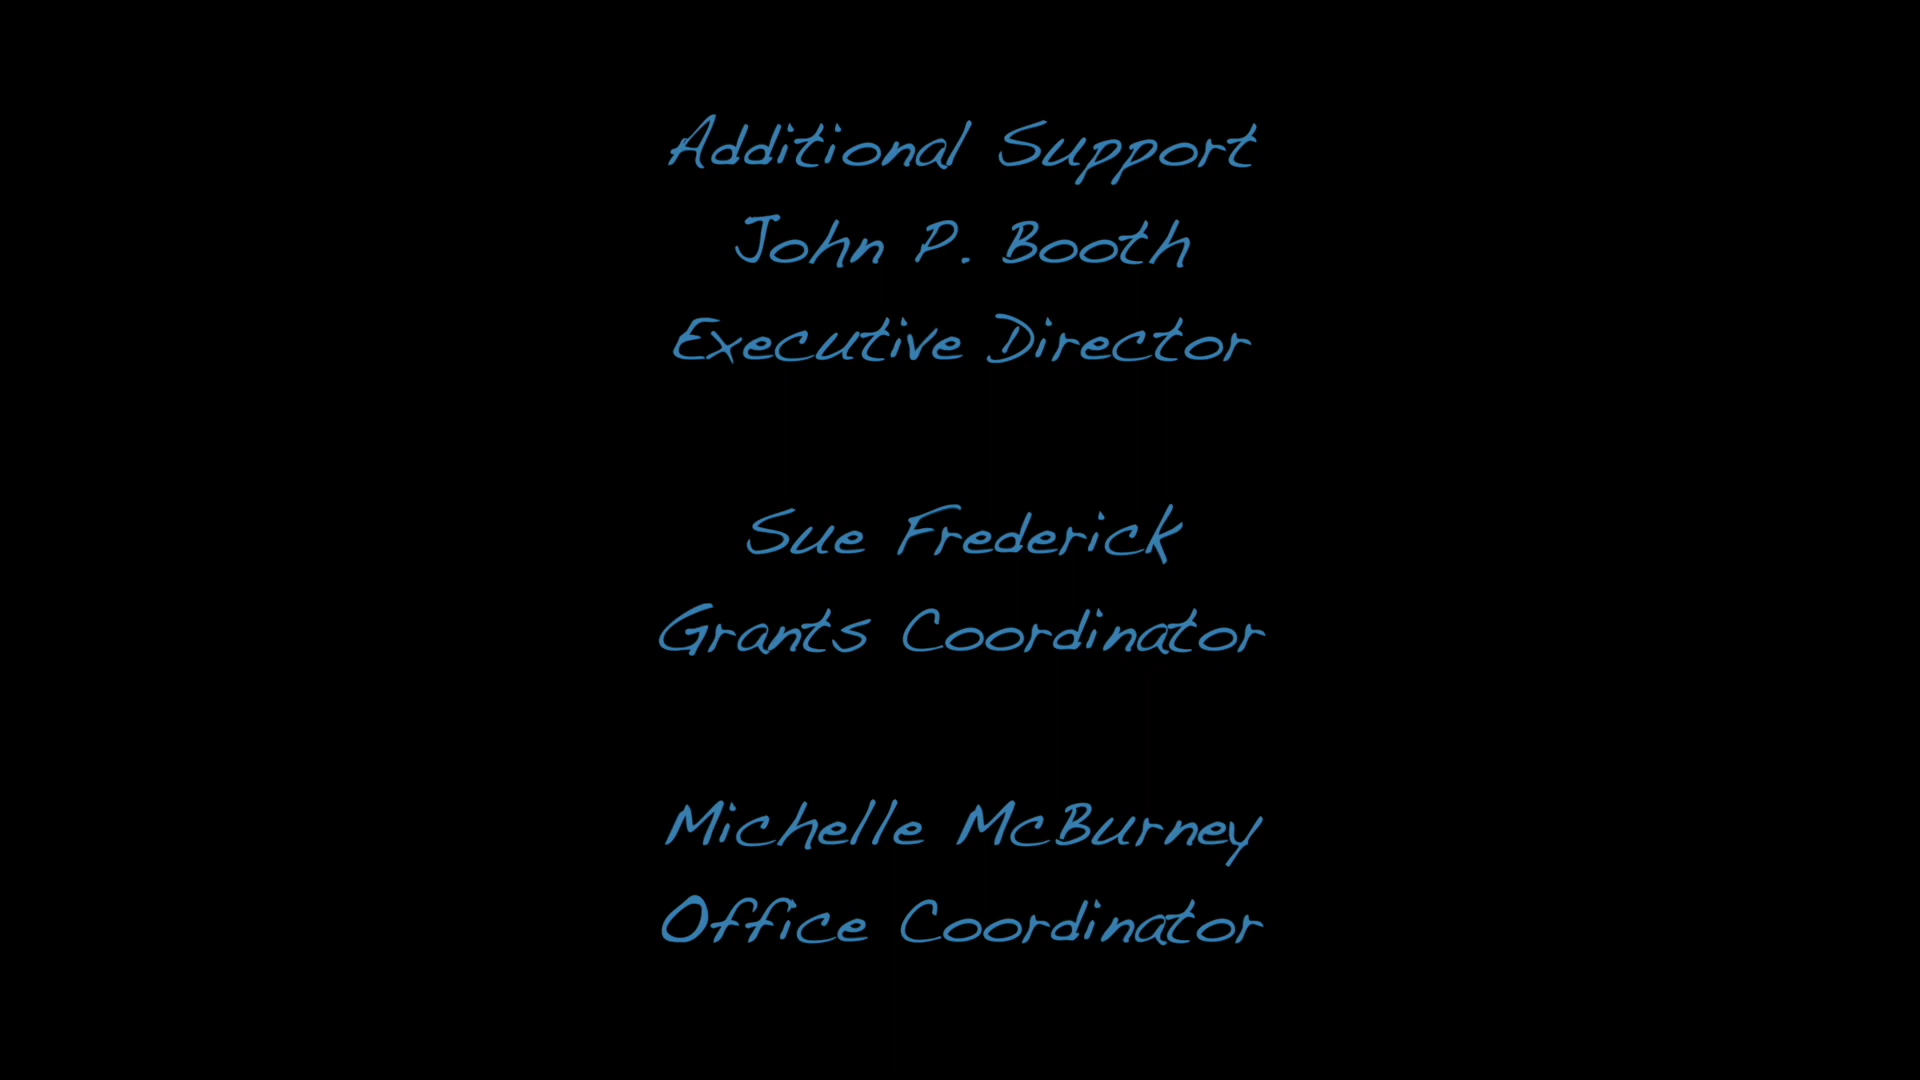 Additional Support
John P. Booth
Executive Director
Sue Frederick
Grants Coordinator
Michelle McBurney
Office Coordinator